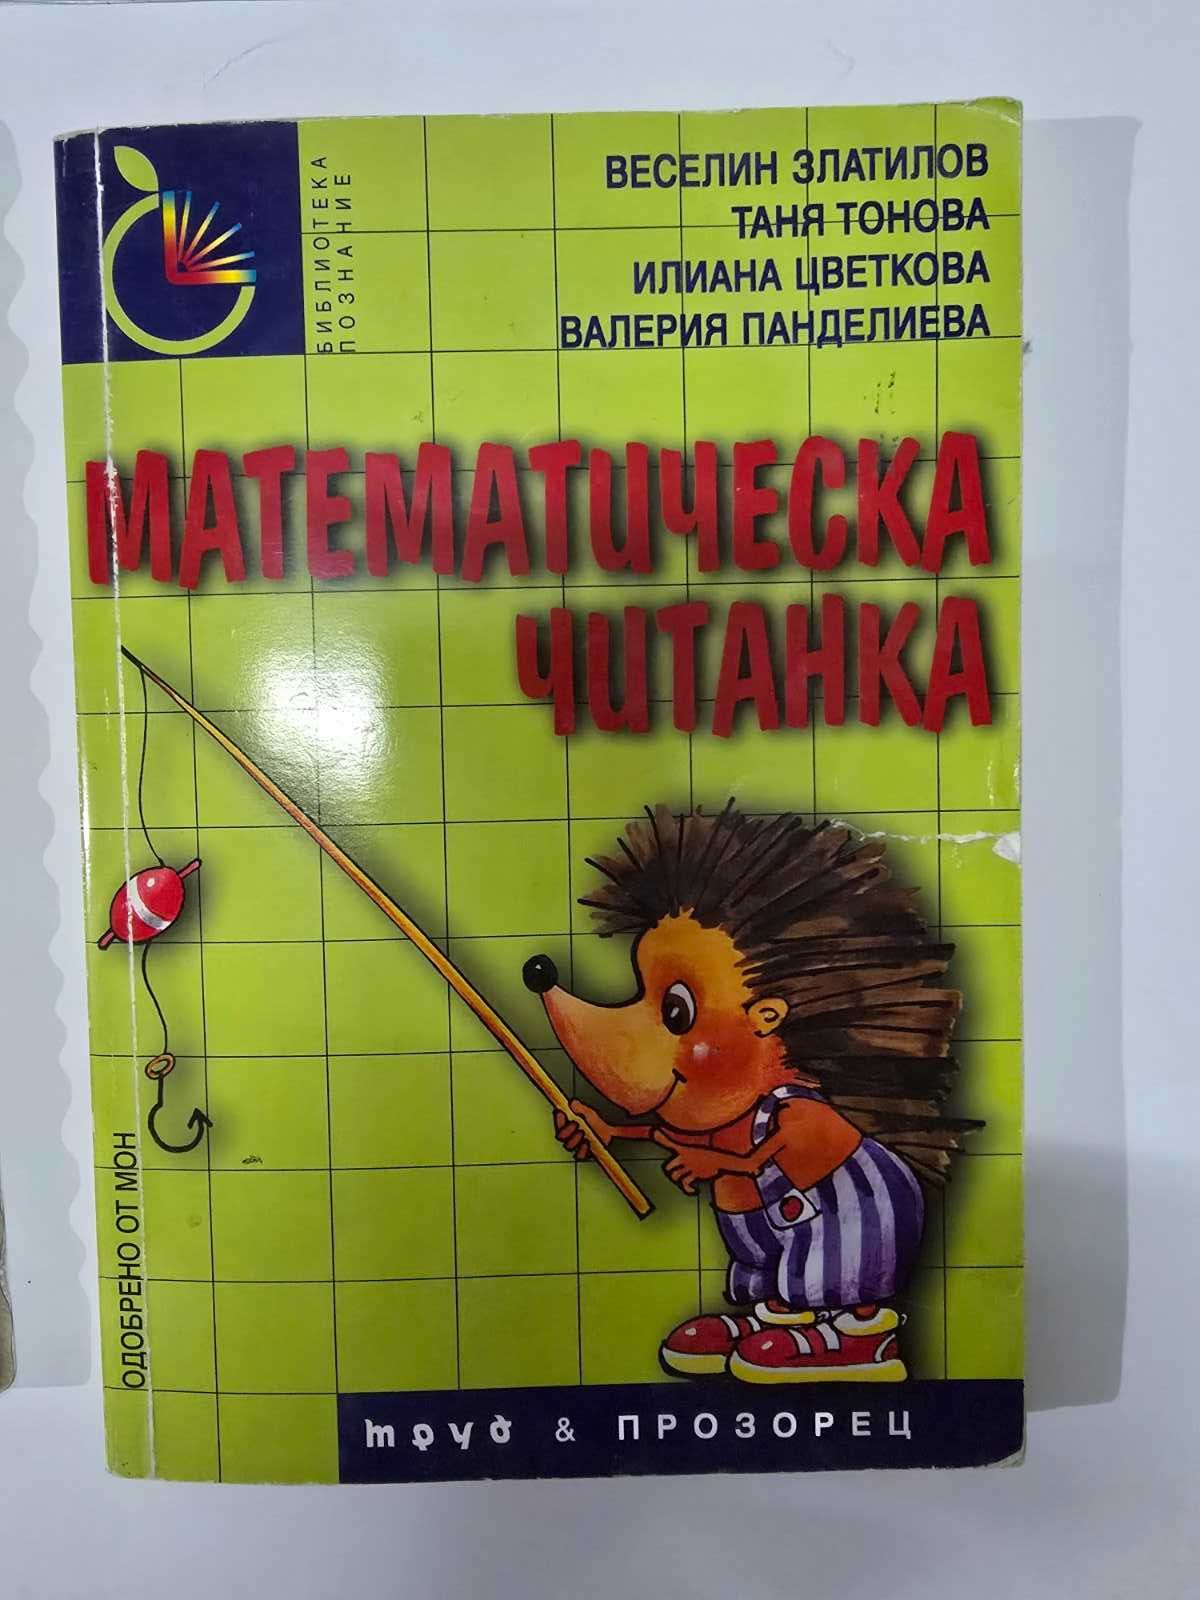 БИБЛИОТЕКА
ПОЗНАНИЕ
ВЕСЕЛИН ЗЛАТИЛОВ
ТАНЯ ТОНОВА
ИЛИАНА ЦВЕТКОВА
ВАЛЕРИЯ ПАНДЕЛИЕВА
МАТЕМАТИЧЕСКА
ЧИТАНКА
ОДОБРЕНО ОТ МОН
труд & ПРОЗОРЕЦ